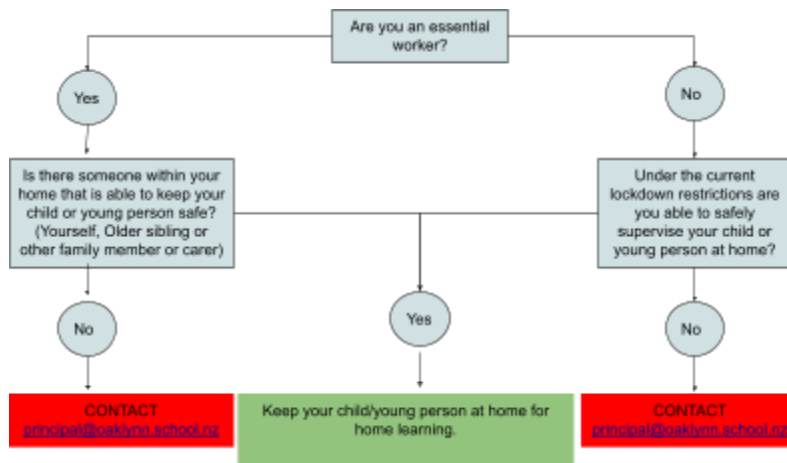 Are you an essential
worker?
Yes
No
Is there someone within your
home that is able to keep your
child or young person safe?
(Yourself, Older sibling or
other family member or carer)
Under the current
lockdown restrictions are
you able to safely
supervise your child or
young person at home?
No
Yes
No
CONTACT
principal@oaklynn.school.nz
Keep your child/young person at home for
home learning.
CONTACT
principal@oaklynn.school.nz